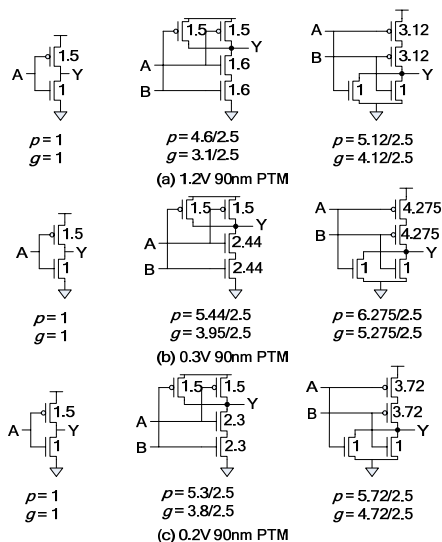 A
1.5
Y
1
p = 1
g = 1
1.5 1.5
Y
A
1.6
B
1.6
p = 4.6/2.5
g = 3.1/2.5
A
3.12
B
3.12
Y
1 1
p = 5.12/2.5
g = 4.12/2.5
(a) 1.2V 90nm PTM
A
1.5
Y
1
p = 1
g = 1
1.5 1.5
Y
A
2.44
B
2.44
p = 5.44/2.5
g = 3.95/2.5
A
4.275
B
4.275
Y
1 1
p = 6.275/2.5
g = 5.275/2.5
(b) 0.3V 90nm PTM
A
1.5
Y
1
p = 1
g = 1
1.5 1.5
Y
A
2.3
B
2.3
p = 5.3/2.5
g = 3.8/2.5
A
3.72
B
3.72
Y
1 1
p = 5.72/2.5
g = 4.72/2.5
(c) 0.2V 90nm PTM